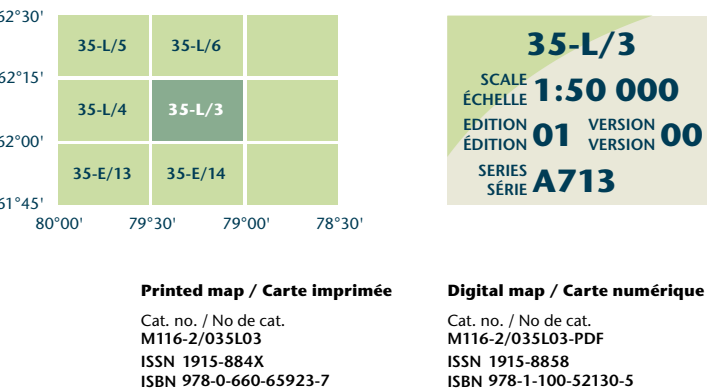 62°30'
35-L/5 35-L/6
62°15'
35-L/4 35-L/3
62°00'
35-E/13 35-E/14
61°45'
80°00' 79°30' 79°00' 78°30'
35-L/3
SCALE
ÉCHELLE 1:50 000
EDITION
ÉDITION 01 VERSION
VERSION 00
SERIES
SÉRIE A713
Printed map / Carte imprimée
Cat. no. / No de cat.
M116-2/035L03
ISSN 1915-884X
ISBN 978-0-660-65923-7
Digital map / Carte numérique
Cat. no. / No de cat.
M116-2/035L03-PDF
ISSN 1915-8858
ISBN 978-1-100-52130-5